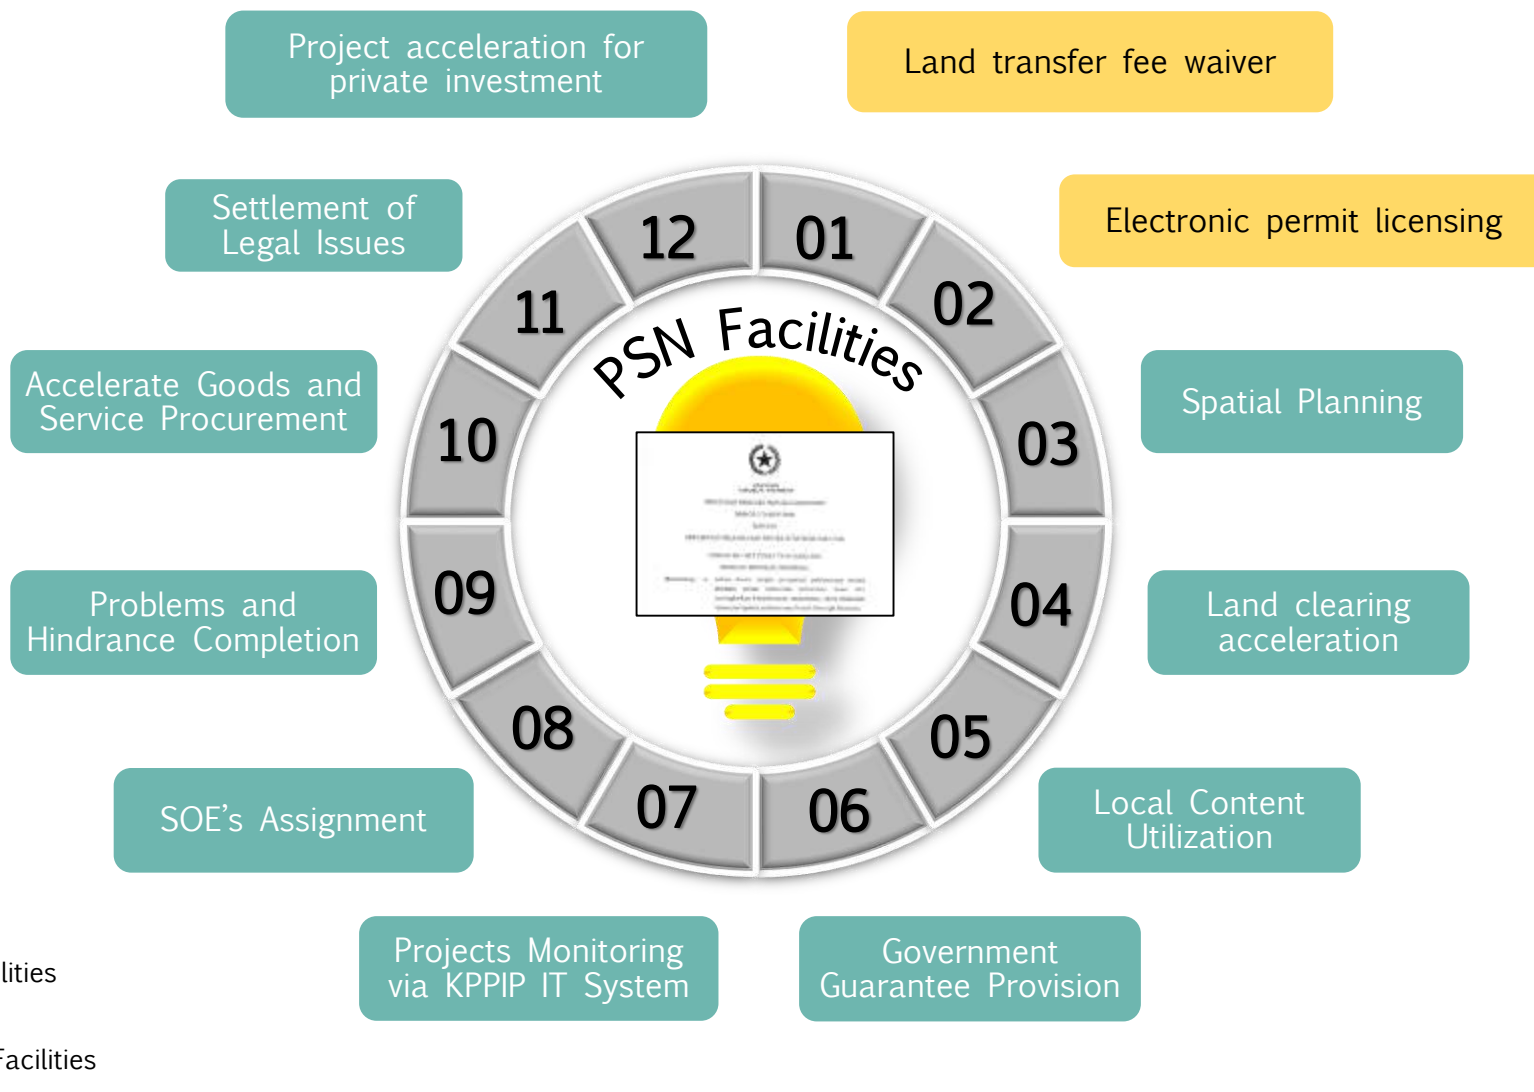 Project acceleration for
private investment
Land transfer fee waiver
Settlement of
Legal Issues
Electronic permit licensing
12
01
11
02
PSN Facilities
Accelerate Goods and
Service Procurement
10
03
Spatial Planning
Problems and
Hindrance Completion
09
04
Land clearing
acceleration
08
05
SOE’s Assignment
07
06
Local Content
Utilization
Projects Monitoring
via KPPIP IT System
Government
Guarantee Provision
lities
Facilities